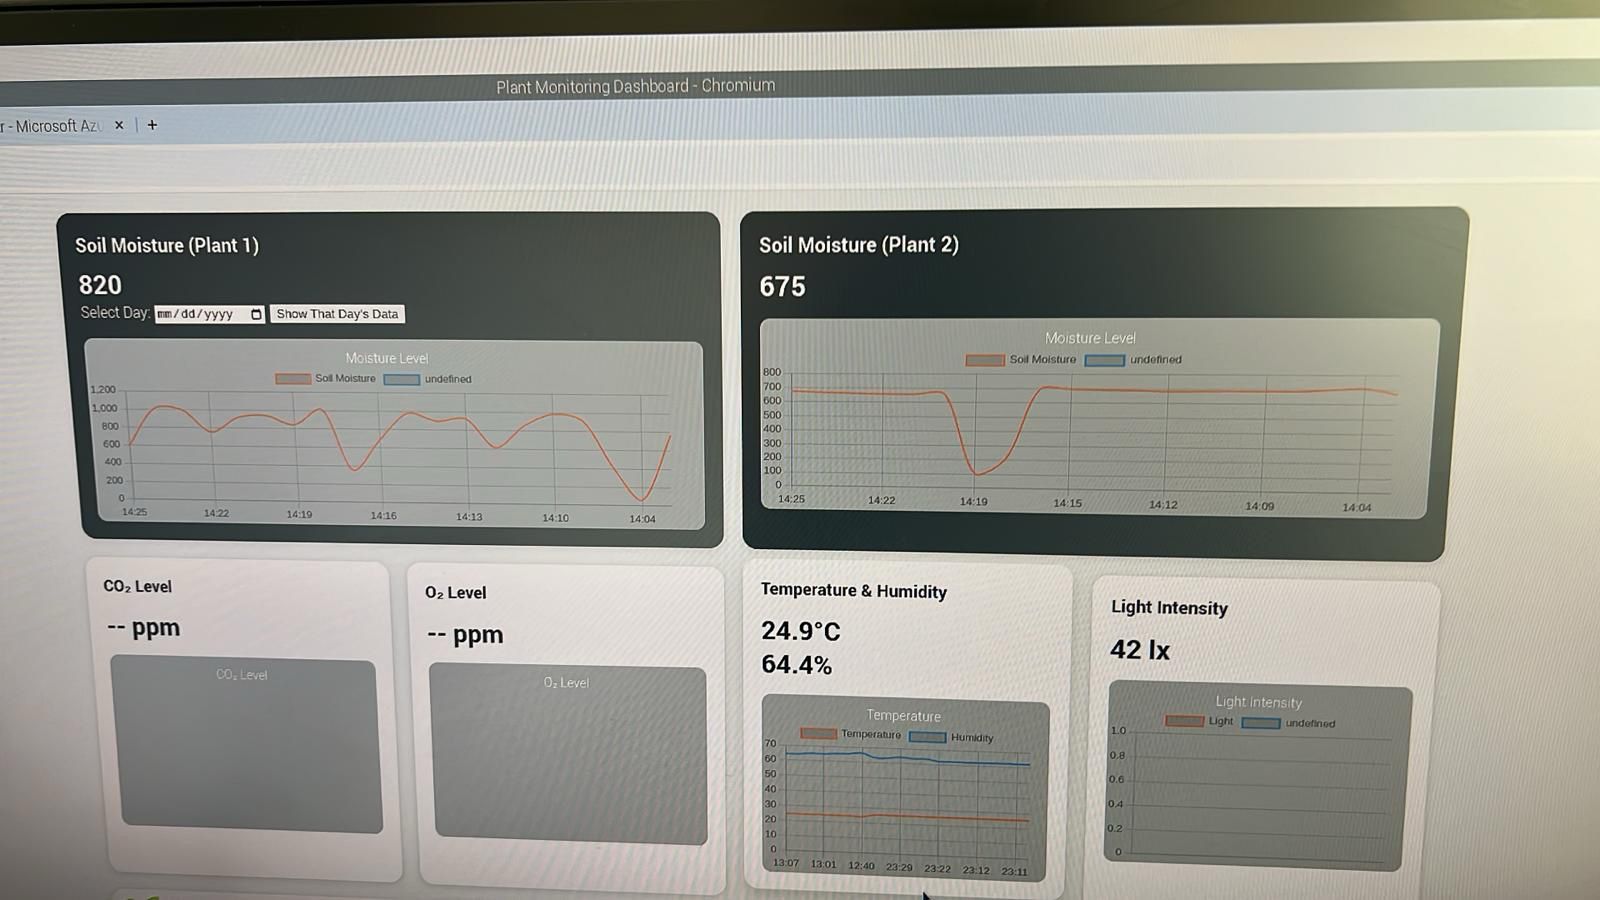 Plant Monitoring Dashboard - Chromium
r - Microsoft Azu × +
Soil Moisture (Plant 1)
820
Select Day: mm/dd/yyyy Show That Day's Data
Moisture Level
Soil Moisture undefined
1,200
1,000
800
600
400
200
0
14:25 14:22 14:19 14:16 14:13 14:10 14:04
Soil Moisture (Plant 2)
675
Moisture Level
Soil Moisture undefined
800
700
600
500
400
300
200
100
0
14:25 14:22 14:19 14:15 14:12 14:09 14:04
CO₂ Level
-- ppm
CO₂ Level
O₂ Level
-- ppm
O₂ Level
Temperature & Humidity
24.9°C
64.4%
Temperature
Temperature Humidity
70
60
50
40
30
20
10
0
13:07 13:01 12:40 23:29 23:22 23:12 23:11
Light Intensity
42 lx
Light Intensity
Light undefined
1.0
0.8
0.6
0.4
0.2
0